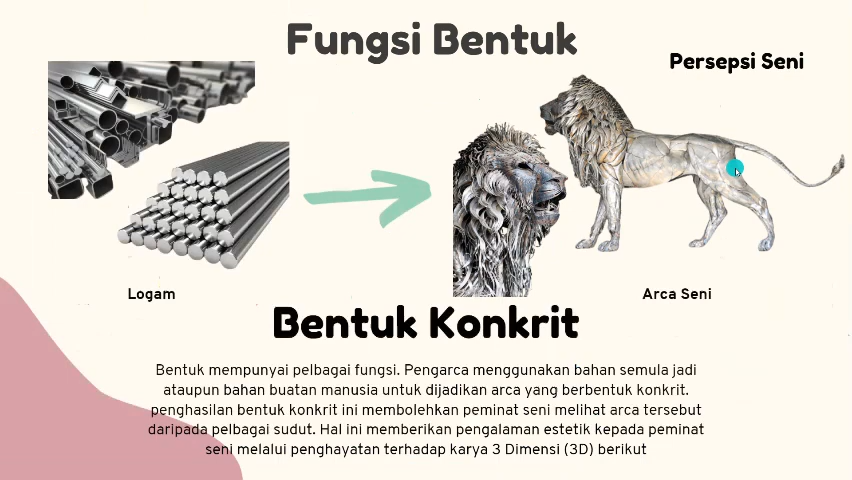 Fungsi Bentuk
Persepsi Seni
Logam
Arca Seni
Bentuk Konkrit
Bentuk mempunyai pelbagai fungsi. Pengarca menggunakan bahan semula jadi
ataupun bahan buatan manusia untuk dijadikan arca yang berbentuk konkrit.
penghasilan bentuk konkrit ini membolehkan peminat seni melihat arca tersebut
daripada pelbagai sudut. Hal ini memberikan pengalaman estetik kepada peminat
seni melalui penghayatan terhadap karya 3 Dimensi (3D) berikut